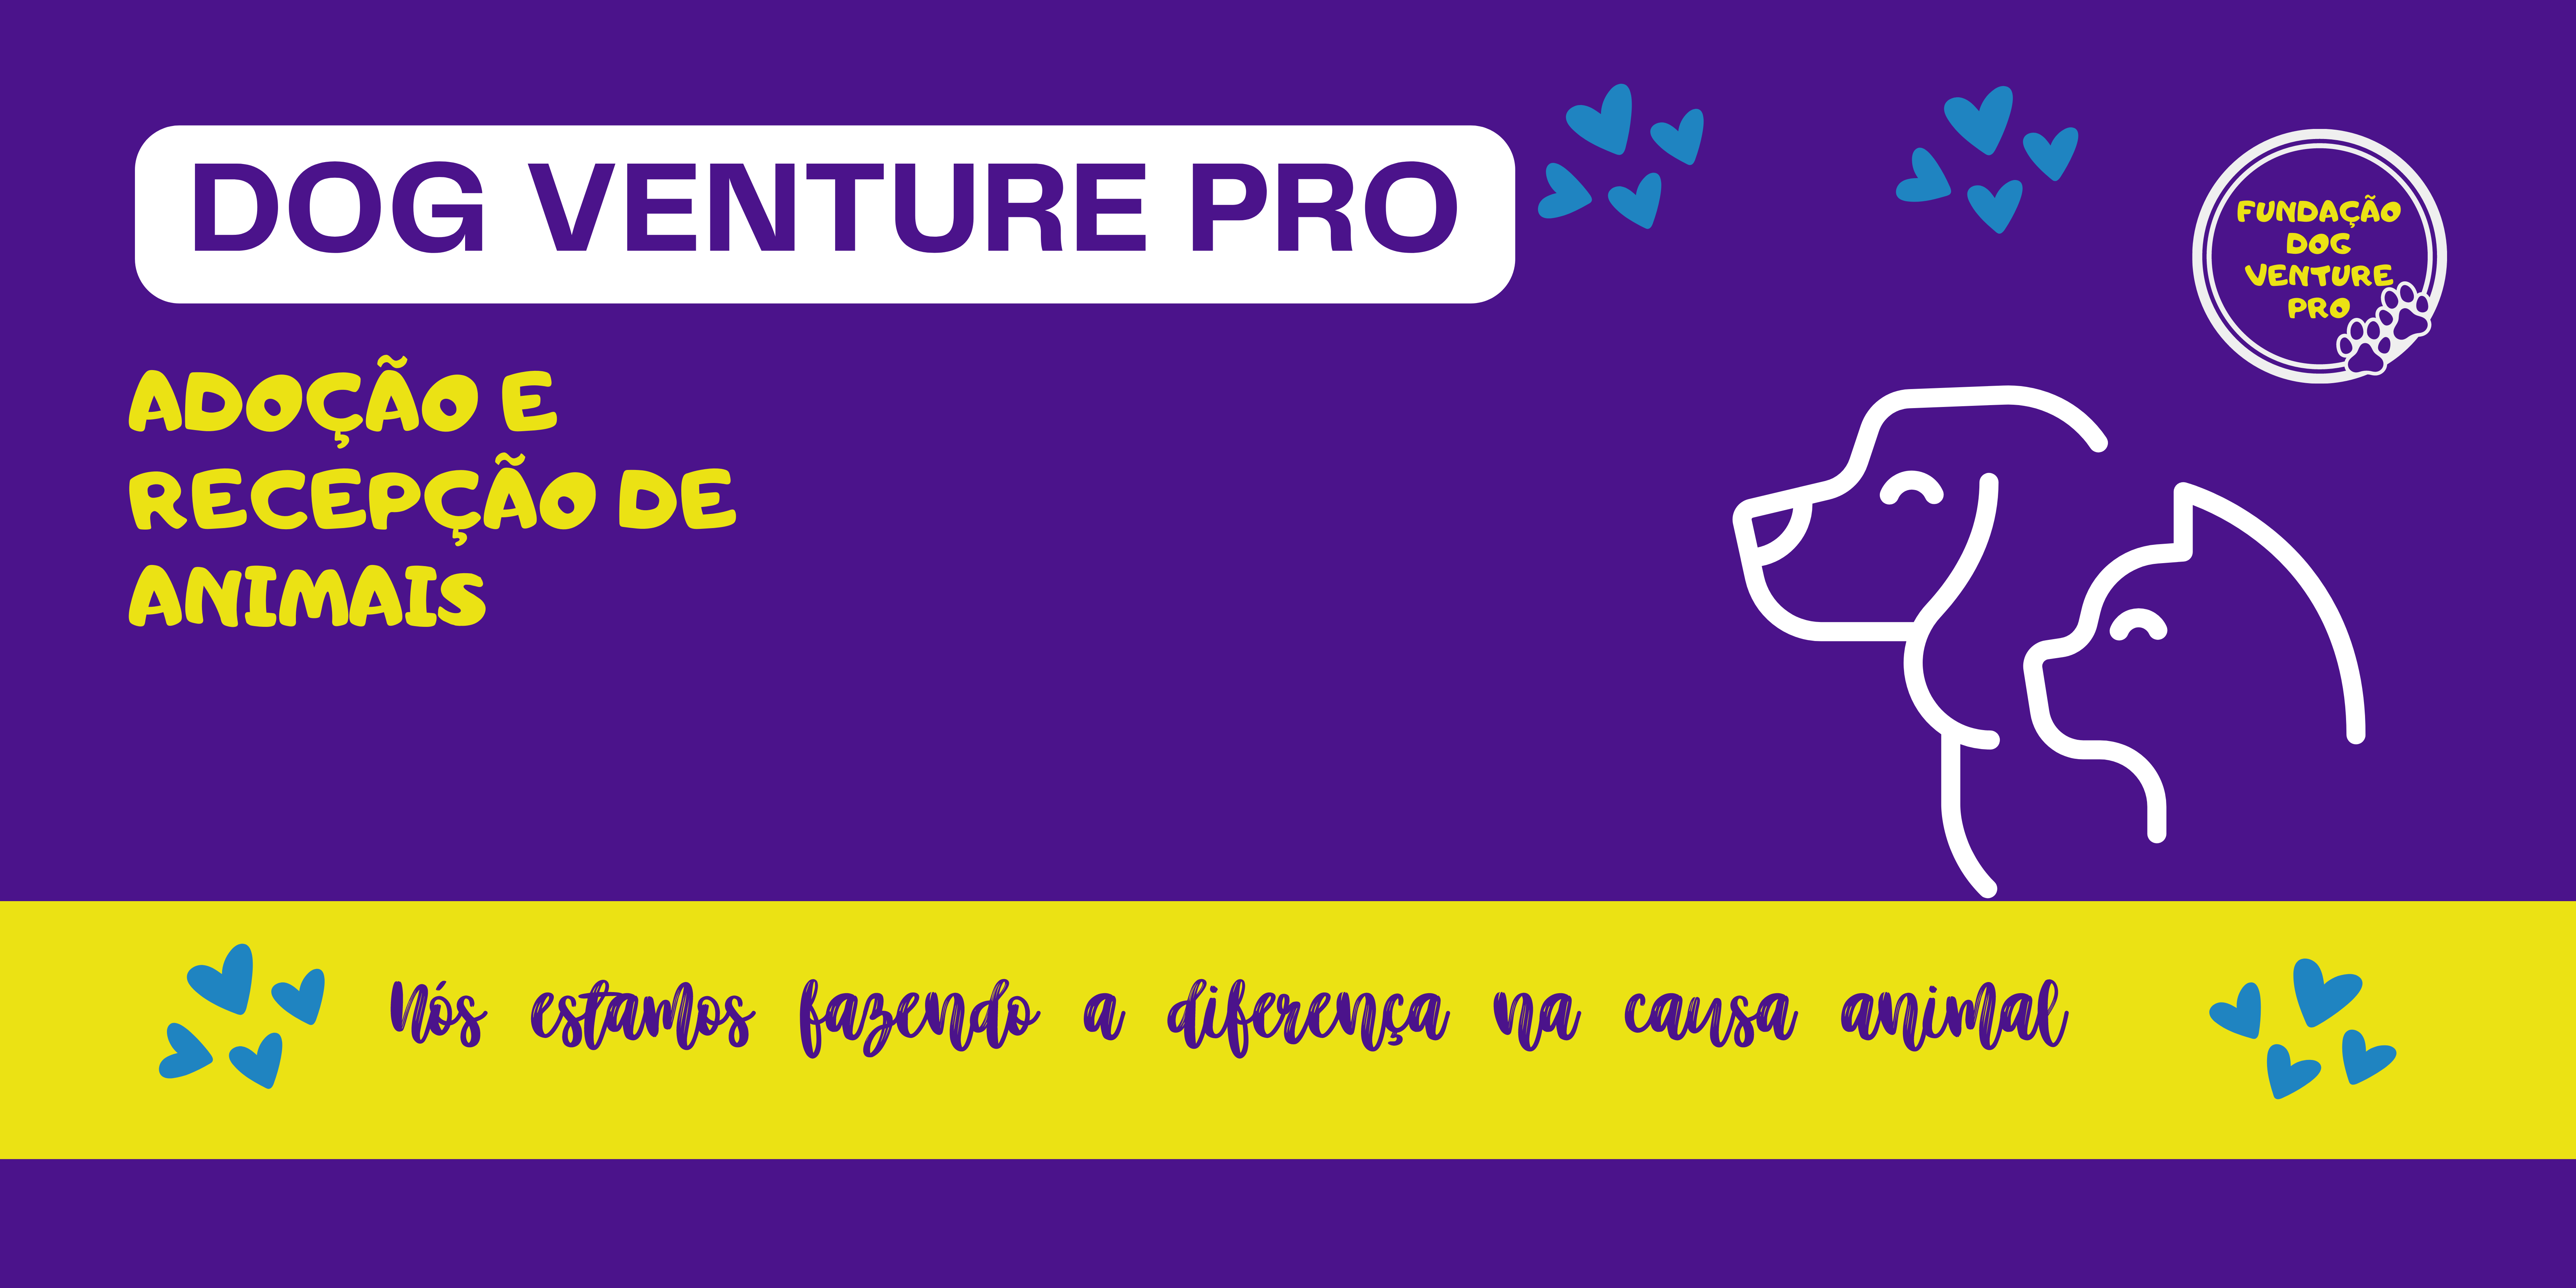 DOG VENTURE PRO
FUNDAÇÃO
DOG
VENTURE
PRO
ADOÇÃO E
RECEPÇÃO DE
ANIMAIS
Nós estamos fazendo a diferença na causa animal